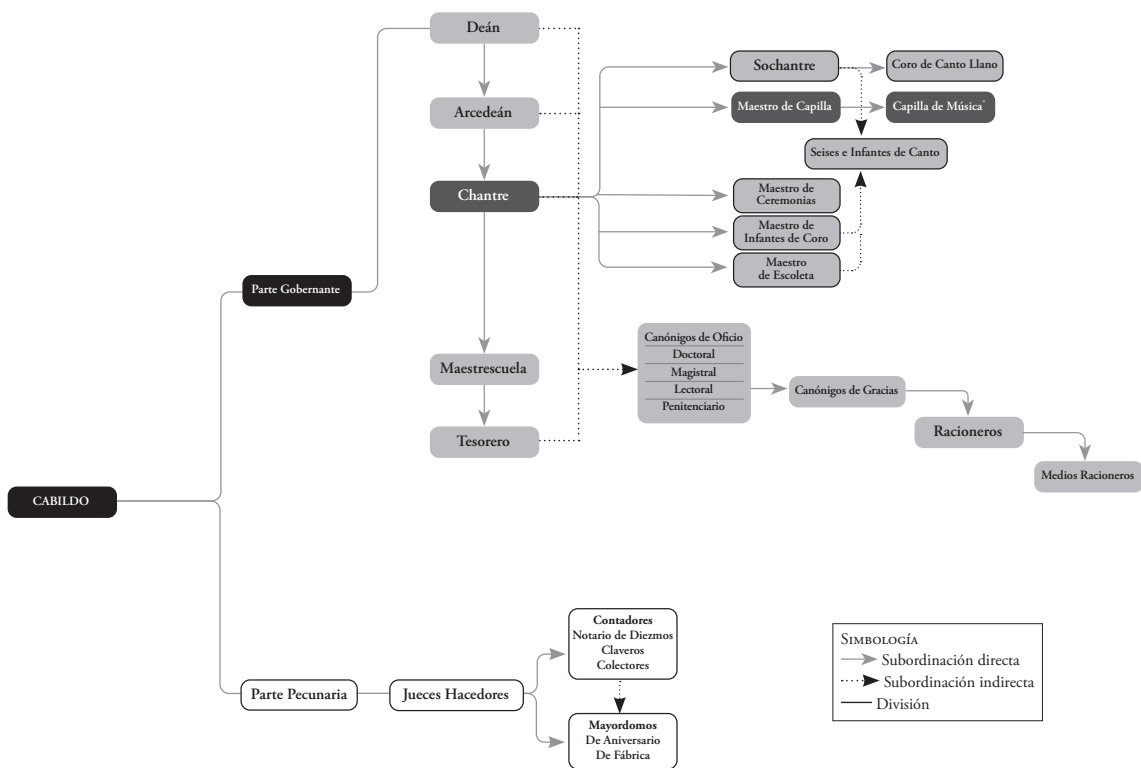 Deán
Arcedeán
Chantre
Maestrescuela
Tesorero
Sochantre
Coro de Canto Llano
Maestro de Capilla
Capilla de Música*
Seises e Infantes de Canto
Maestro de
Ceremonias
Maestro de
Infantes de Coro
Maestro
de Escoleta
Parte Gobernante
Canónigos de Oficio
Doctoral
Magistral
Lectoral
Penitenciario
Canónigos de Gracias
Racioneros
Medios Racioneros
CABILDO
Parte Pecunaria
Jueces Hacedores
Contadores
Notario de Diezmos
Claveros
Colectores
Mayordomos
De Aniversario
De Fábrica
Simbología
Subordinación directa
Subordinación indirecta
División